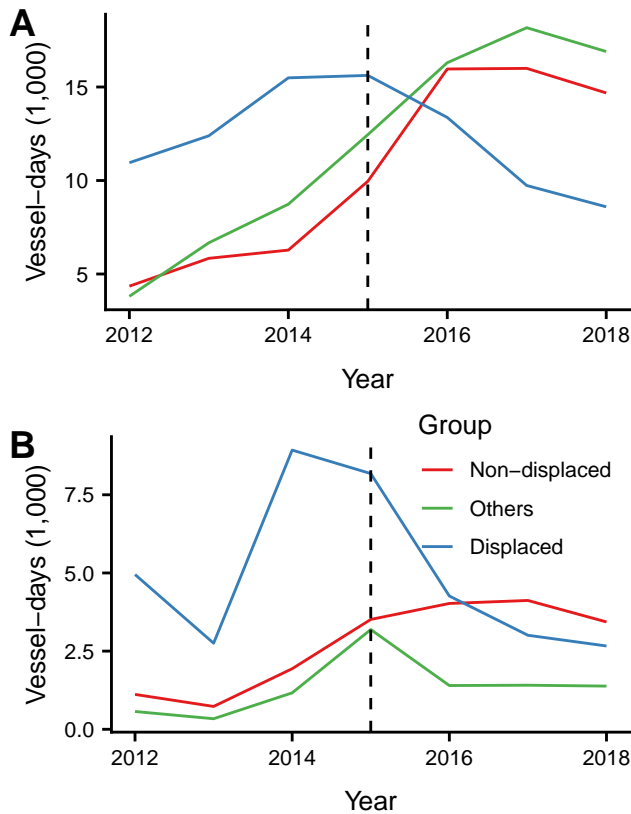 A
Vessel−days (1,000)
15
10
5
2012
2014
2016
2018
Year
B
Vessel−days (1,000)
7.5
5.0
2.5
0.0
Group
Non−displaced
Others
Displaced
2012
2014
2016
2018
Year